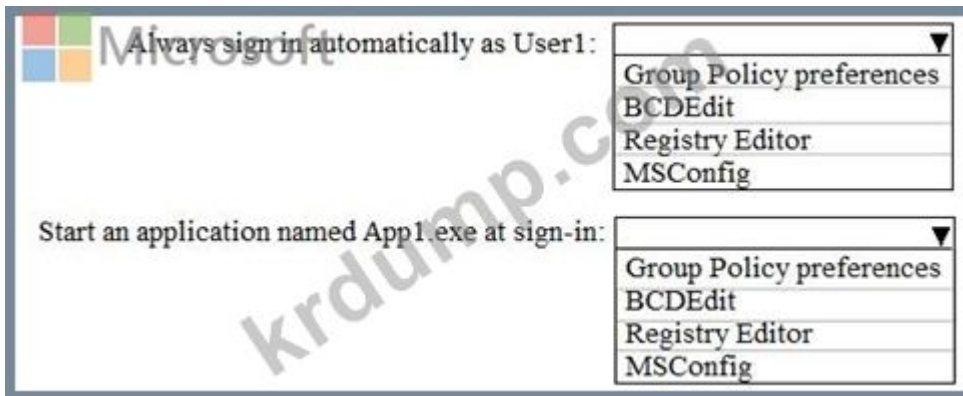 Microsoft
Always sign in automatically as User1:
Group Policy preferences
BCDEdit
Registry Editor
MSConfig
Start an application named App1.exe at sign-in:
Group Policy preferences
BCDEdit
Registry Editor
MSConfig
krdump.com